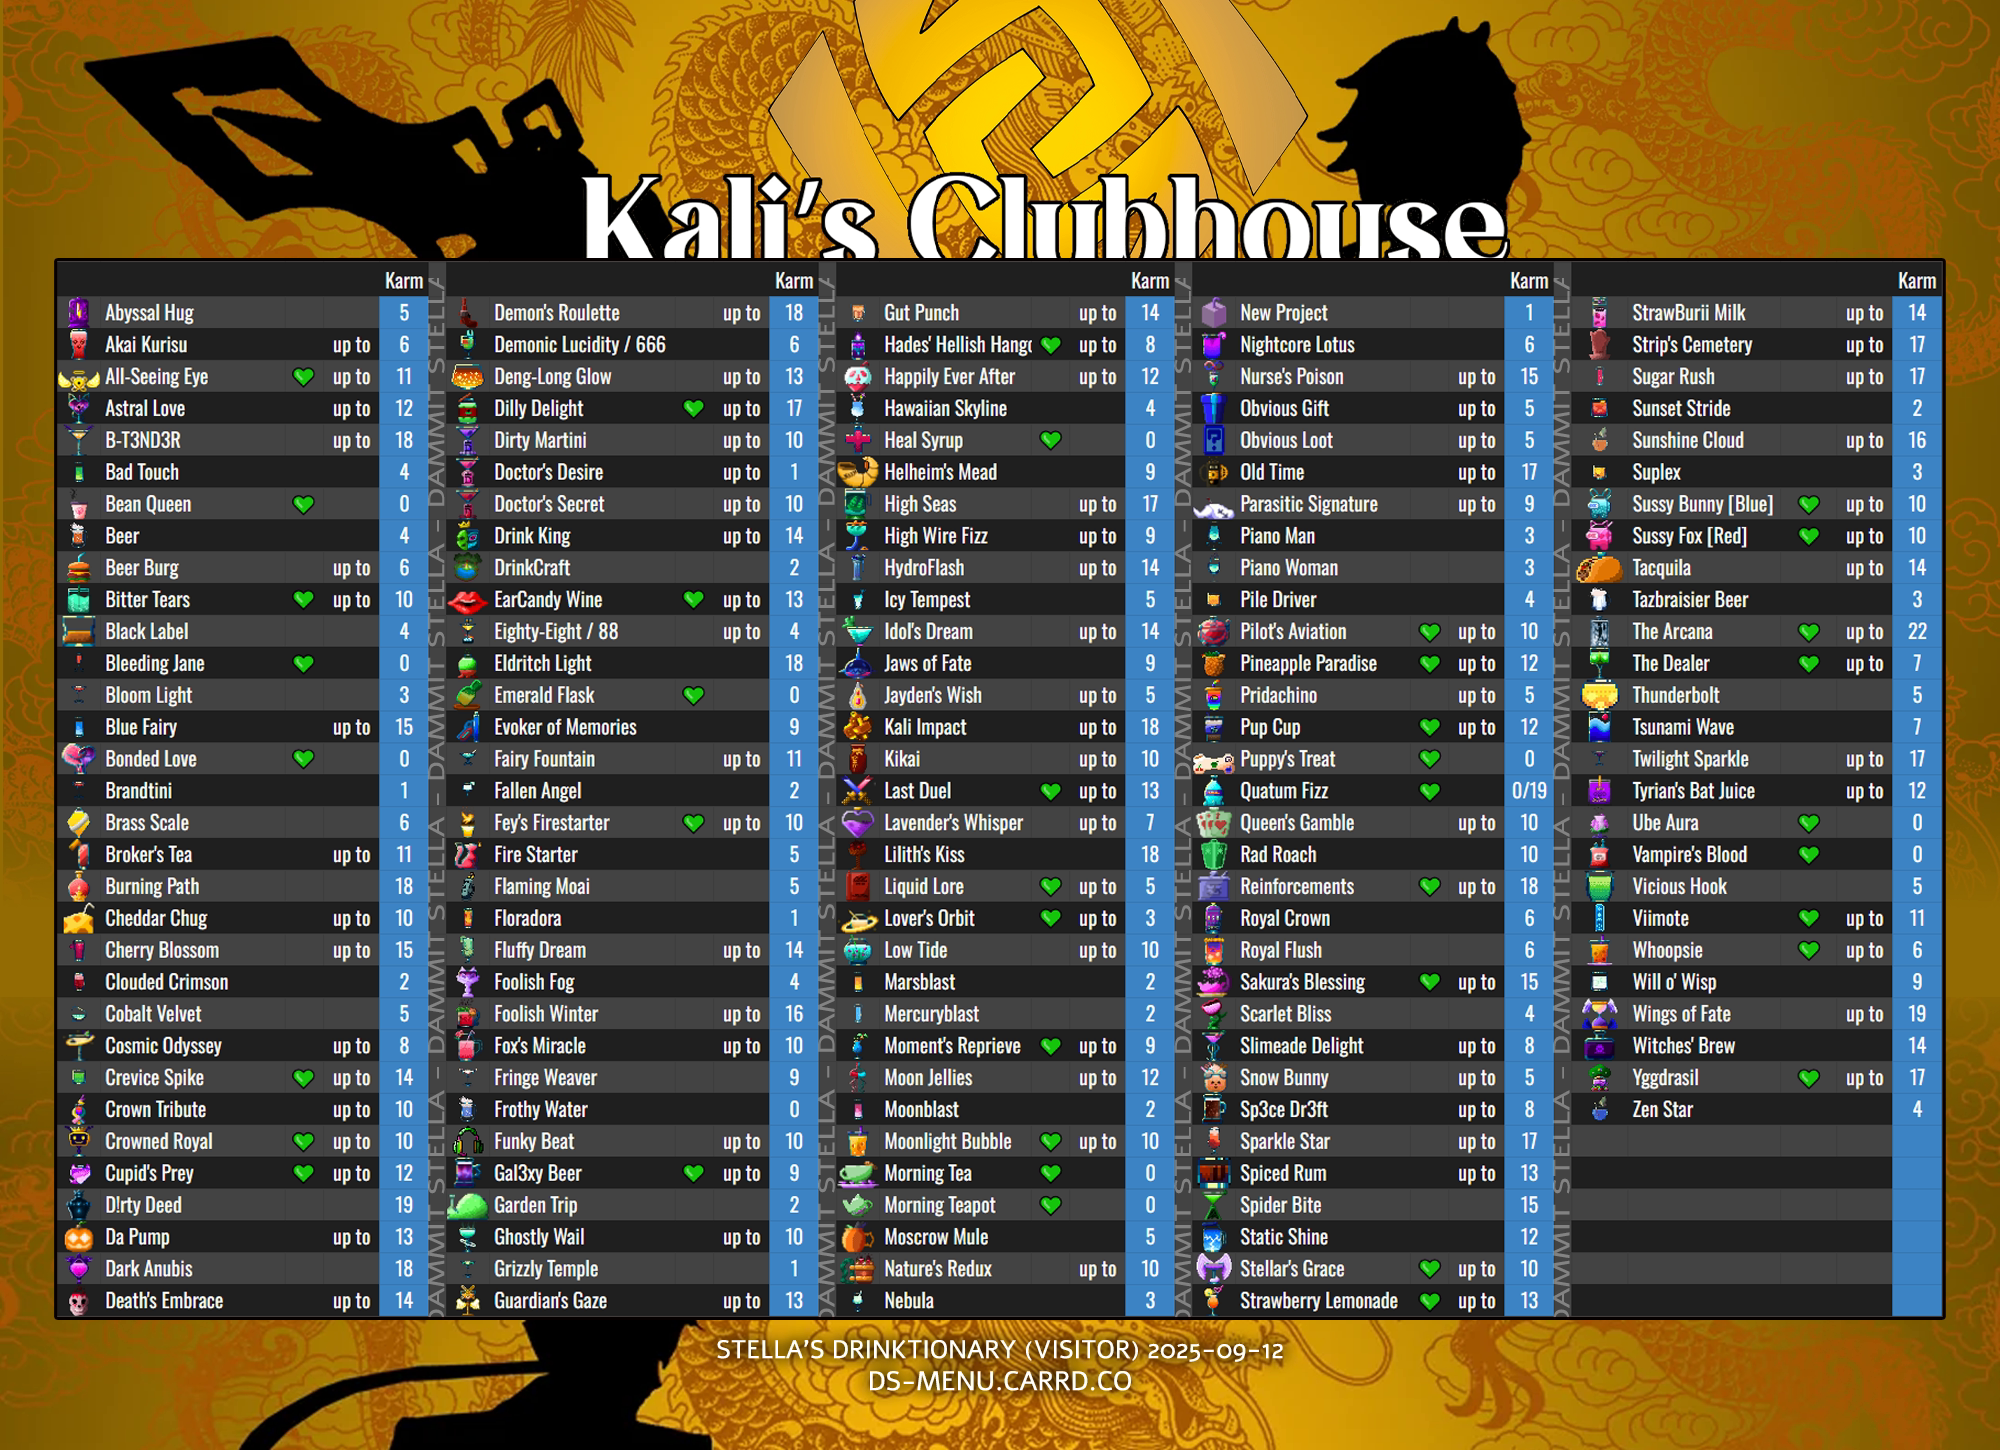 Kali's Clubhouse
Karm
Abyssal Hug 5
Akai Kurisu up to 6
All-Seeing Eye up to 11
Astral Love up to 12
B-T3ND3R up to 18
Bad Touch 4
Bean Queen 0
Beer 4
Beer Burg up to 6
Bitter Tears up to 10
Black Label 4
Bleeding Jane 0
Bloom Light 3
Blue Fairy up to 15
Bonded Love 0
Brandtini 1
Brass Scale 6
Broker's Tea up to 11
Burning Path 18
Cheddar Chug up to 10
Cherry Blossom up to 15
Clouded Crimson 2
Cobalt Velvet 5
Cosmic Odyssey up to 8
Crevice Spike up to 14
Crown Tribute up to 10
Crowned Royal up to 10
Cupid's Prey up to 12
D!rty Deed 19
Da Pump up to 13
Dark Anubis 18
Death's Embrace up to 14
STELLA - DAMMIT STELLA - DAMMIT STELLA
Karm
Demon's Roulette up to 18
Demonic Lucidity / 666 6
Deng-Long Glow up to 13
Dilly Delight up to 17
Dirty Martini up to 10
Doctor's Desire up to 1
Doctor's Secret up to 10
Drink King up to 14
DrinkCraft 2
EarCandy Wine up to 13
Eighty-Eight / 88 up to 4
Eldritch Light 18
Emerald Flask 0
Evoker of Memories 9
Fairy Fountain up to 11
Fallen Angel 2
Fey's Firestarter up to 10
Fire Starter 5
Flaming Moai 5
Floradora 1
Fluffy Dream up to 14
Foolish Fog 4
Foolish Winter up to 16
Fox's Miracle up to 10
Fringe Weaver 9
Frothy Water 0
Funky Beat up to 10
Gal3xy Beer up to 9
Garden Trip 2
Ghostly Wail up to 10
Grizzly Temple 1
Guardian's Gaze up to 13
STELLA - DAMMIT STELLA - DAMMIT STELLA
Karm
Gut Punch up to 14
Hades' Hellish Hang up to 8
Happily Ever After up to 12
Hawaiian Skyline 4
Heal Syrup 0
Helheim's Mead 9
High Seas up to 17
High Wire Fizz up to 9
HydroFlash up to 14
Icy Tempest 5
Idol's Dream up to 14
Jaws of Fate 9
Jayden's Wish up to 5
Kali Impact up to 18
Kikai up to 10
Last Duel up to 13
Lavender's Whisper up to 7
Lilith's Kiss 18
Liquid Lore up to 5
Lover's Orbit up to 3
Low Tide up to 10
Marsblast 2
Mercuryblast 2
Moment's Reprieve up to 9
Moon Jellies up to 12
Moonblast 2
Moonlight Bubble up to 10
Morning Tea 0
Morning Teapot 0
Moscrow Mule 5
Nature's Redux up to 10
Nebula 3
STELLA - DAMMIT STELLA - DAMMIT STELLA
Karm
New Project 1
Nightcore Lotus 6
Nurse's Poison up to 15
Obvious Gift up to 5
Obvious Loot up to 5
Old Time up to 17
Parasitic Signature up to 9
Piano Man 3
Piano Woman 3
Pile Driver 4
Pilot's Aviation up to 10
Pineapple Paradise up to 12
Pridachino up to 5
Pup Cup up to 12
Puppy's Treat 0
Quatum Fizz 0/19
Queen's Gamble up to 10
Rad Roach 10
Reinforcements up to 18
Royal Crown 6
Royal Flush 6
Sakura's Blessing up to 15
Scarlet Bliss 4
Slimeade Delight up to 8
Snow Bunny up to 5
Sp3ce Dr3ft up to 8
Sparkle Star up to 17
Spiced Rum up to 13
Spider Bite 15
Static Shine 12
Stellar's Grace up to 10
Strawberry Lemonade up to 13
STELLA - DAMMIT STELLA - DAMMIT STELLA
Karm
StrawBurii Milk up to 14
Strip's Cemetery up to 17
Sugar Rush up to 17
Sunset Stride 2
Sunshine Cloud up to 16
Suplex 3
Sussy Bunny [Blue] up to 10
Sussy Fox [Red] up to 10
Tacquila up to 14
Tazbraisier Beer 3
The Arcana up to 22
The Dealer up to 7
Thunderbolt 5
Tsunami Wave 7
Twilight Sparkle up to 17
Tyrian's Bat Juice up to 12
Ube Aura 0
Vampire's Blood 0
Vicious Hook 5
Viimote up to 11
Whoopsie up to 6
Will o' Wisp 9
Wings of Fate up to 19
Witches' Brew 14
Yggdrasil up to 17
Zen Star 4
STELLA'S DRINKTIONARY (VISITOR) 2025-09-12
DS-MENU.CARRD.CO